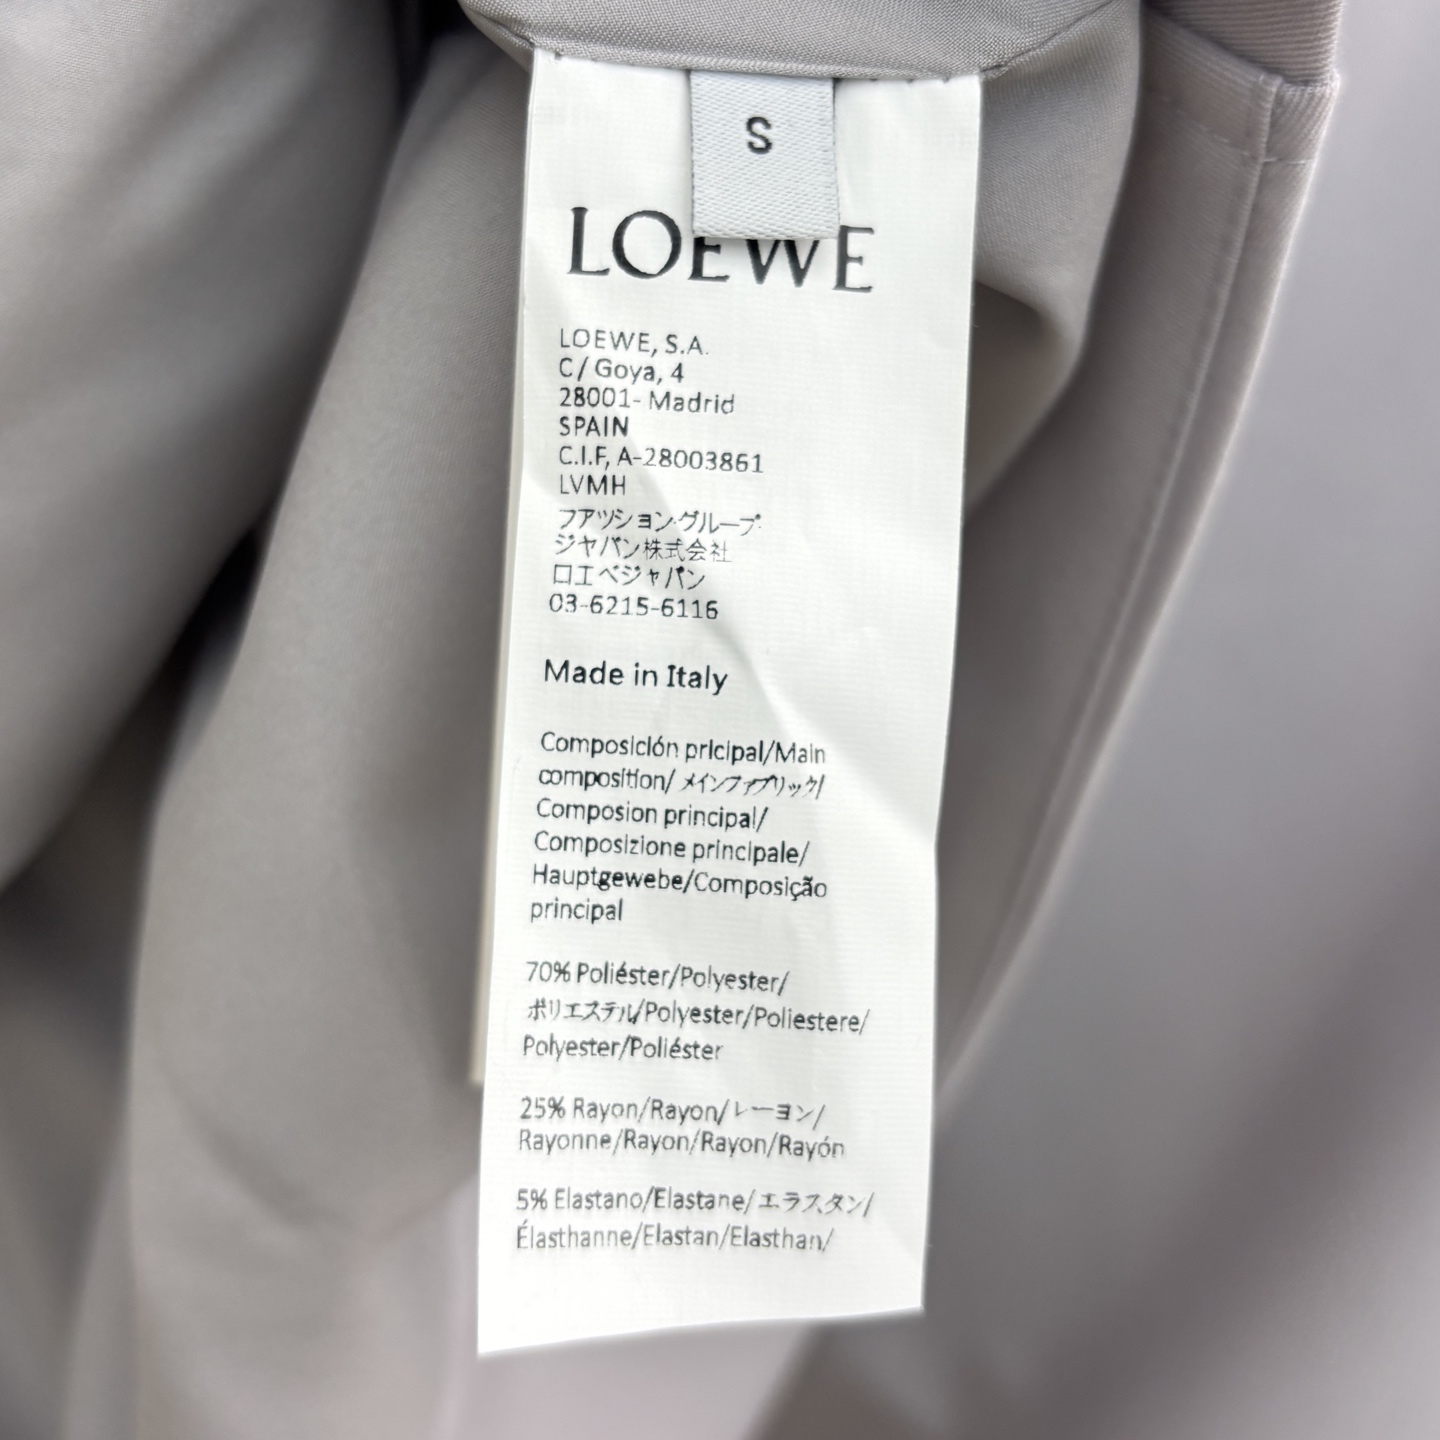 S
LOEWE
LOEWE, S.A.
C/ Goya, 4
28001- Madrid
SPAIN
C.I.F, A-28003861
LVMH
フアツション・グループ
ジヤパン株式会社
ロエベジャパン
03-6215-6116
Made in Italy
Composición pricipal/Main
composition/ メインファブリック/
Composion principal/
Composizione principale/
Hauptgewebe/Composição
principal
70% Poliéster/Polyester/
ポリエステル/Polyester/Poliestere/
Polyester/Poliéster
25% Rayon/Rayon/レーヨン/
Rayonne/Rayon/Rayon/Rayón
5% Elastano/Elastane/エラスタン/
Élasthanne/Elastan/Elasthan/